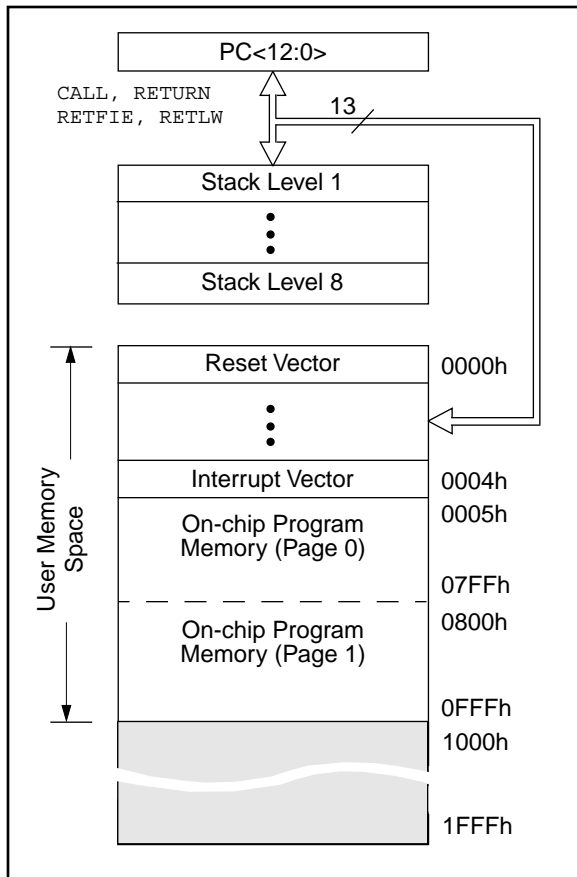 PC<12:0>
CALL, RETURN
RETFIE, RETLW
13
Stack Level 1
Stack Level 8
Reset Vector
0000h
Interrupt Vector
0004h
User Memory
Space
On-chip Program
Memory (Page 0)
0005h
07FFh
On-chip Program
Memory (Page 1)
0800h
0FFFh
1000h
1FFFh